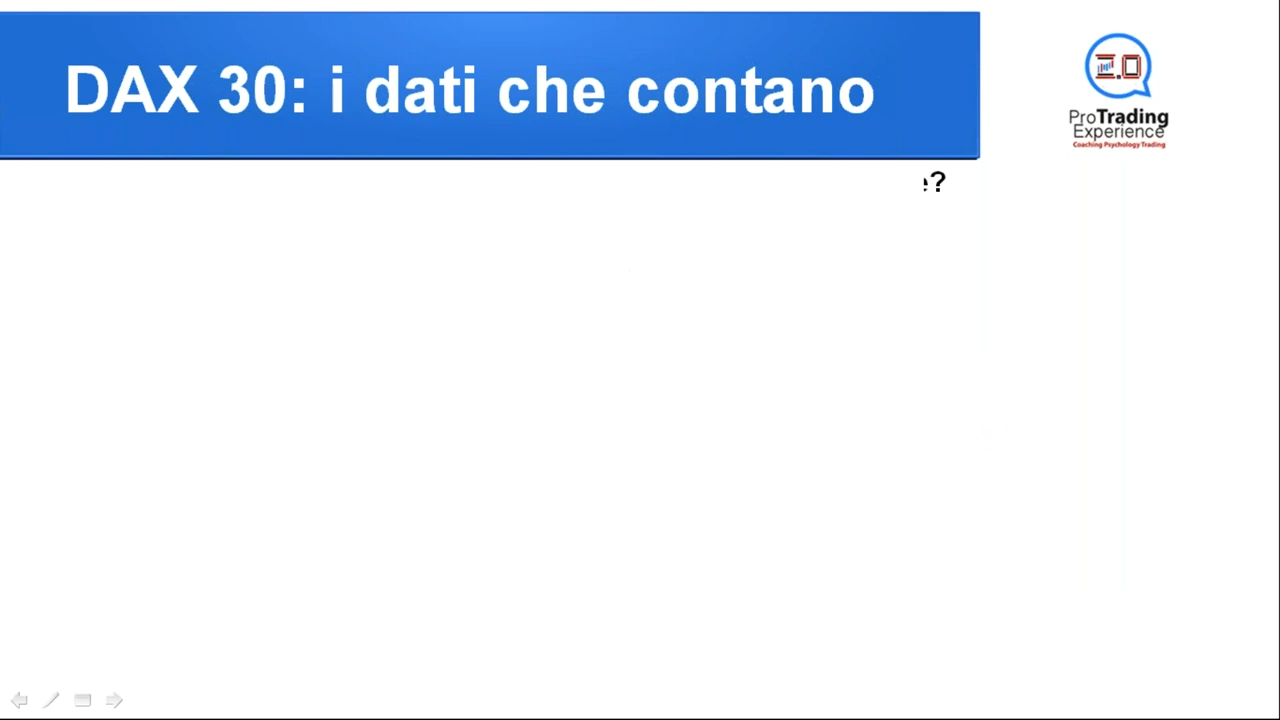 DAX 30: i dati che contano
2.0
ProTrading
Experience
Coaching Psychology Trading
e?